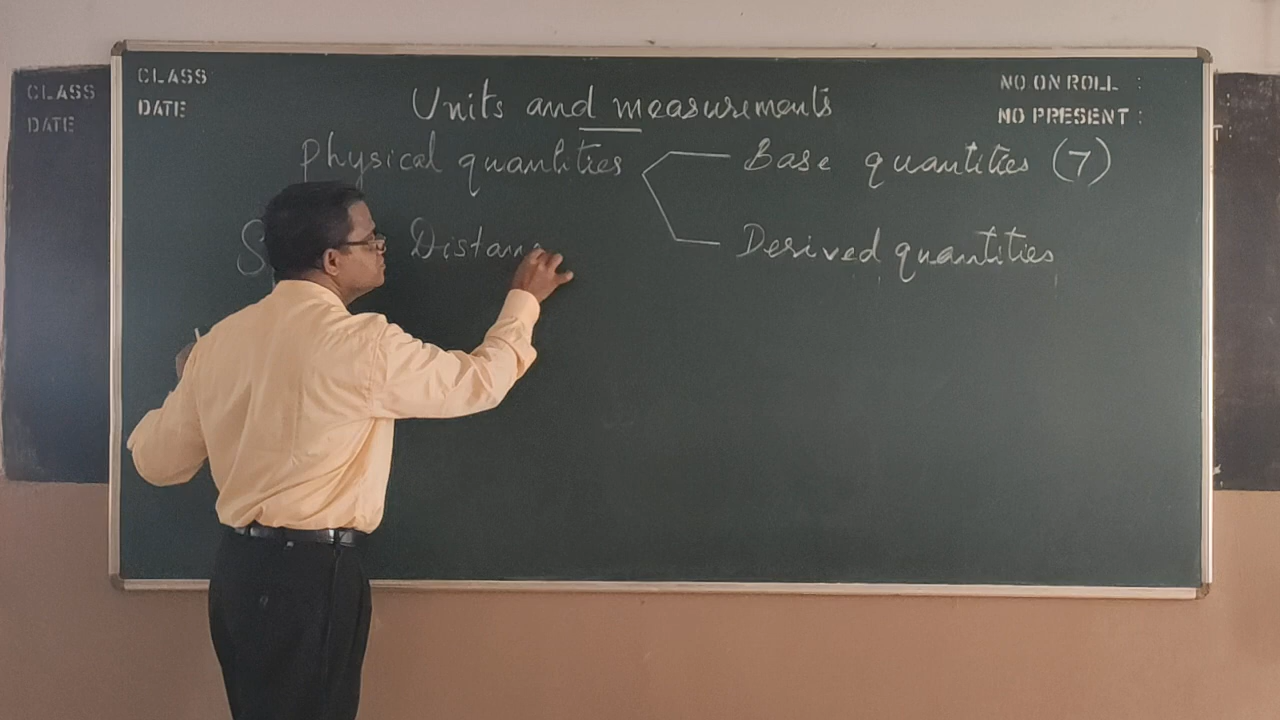 CLASS
DATE
CLASS
DATE
Units and measurements
NO ON ROLL :
NO PRESENT :
Physical quantities
Base quantities (7)
Derived quantities
Distan